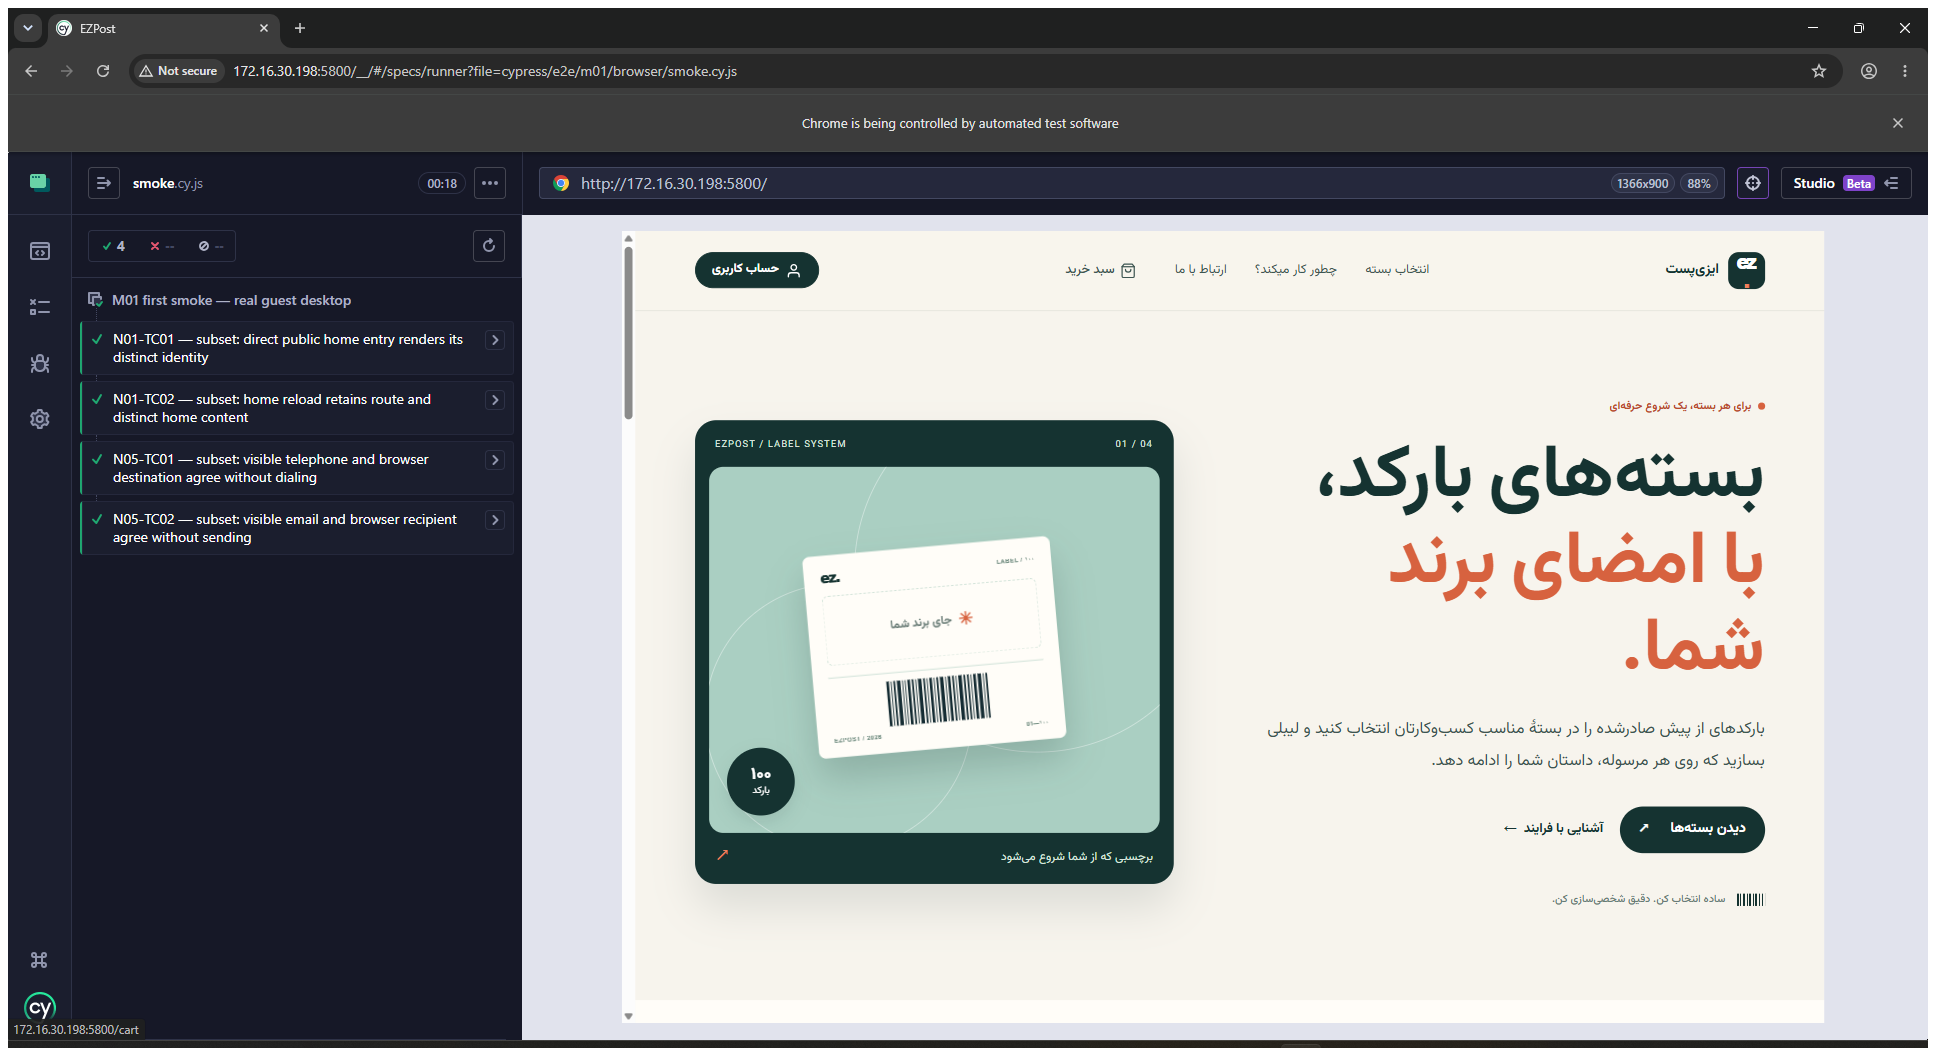 EZPost
Not secure
172.16.30.198:5800/__/#/specs/runner?file=cypress/e2e/m01/browser/smoke.cy.js
Chrome is being controlled by automated test software
smoke.cy.js
00:18
4
--
--
M01 first smoke — real guest desktop
N01-TC01 — subset: direct public home entry renders its
distinct identity
N01-TC02 — subset: home reload retains route and
distinct home content
N05-TC01 — subset: visible telephone and browser
destination agree without dialing
N05-TC02 — subset: visible email and browser recipient
agree without sending
cy
172.16.30.198:5800/cart
http://172.16.30.198:5800/
1366x900
88%
Studio
Beta
ez.
ایزی‌پست
انتخاب بسته
چطور کار میکند؟
ارتباط با ما
سبد خرید
حساب کاربری
برای هر بسته، یک شروع حرفه‌ای
بسته‌های بارکد،
با امضای برند
شما.
بارکدهای از پیش صادرشده را در بستهٔ مناسب کسب‌وکارتان انتخاب کنید و لیبلی
بسازید که روی هر مرسوله، داستان شما را ادامه دهد.
دیدن بسته‌ها ↗
آشنایی با فرایند ←
ساده انتخاب کن. دقیق شخصی‌سازی کن.
EZPOST / LABEL SYSTEM
01 / 04
ez.
LABEL / ۱۰۰
جای برند شما
EZPOST / 2026
۱۰۰
بارکد
برچسبی که از شما شروع می‌شود
↗